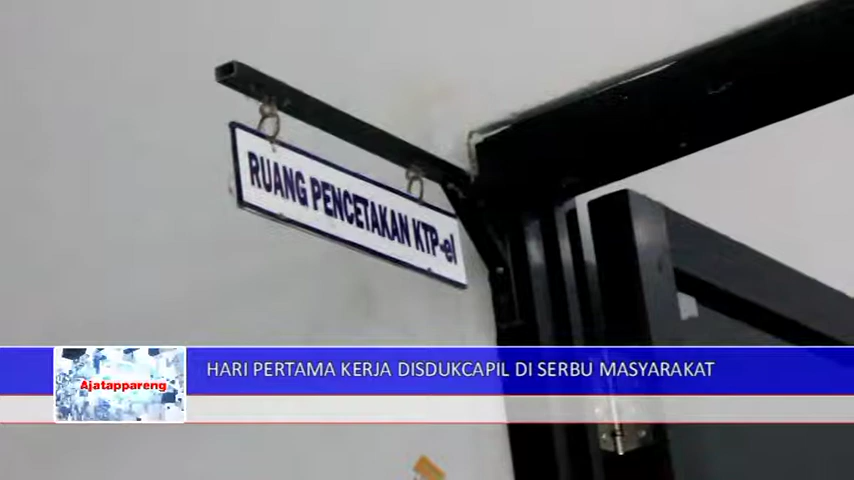 RUANG PENCETAKAN KTP-el
Ajatappareng
HARI PERTAMA KERJA DISDUKCAPIL DI SERBU MASYARAKAT